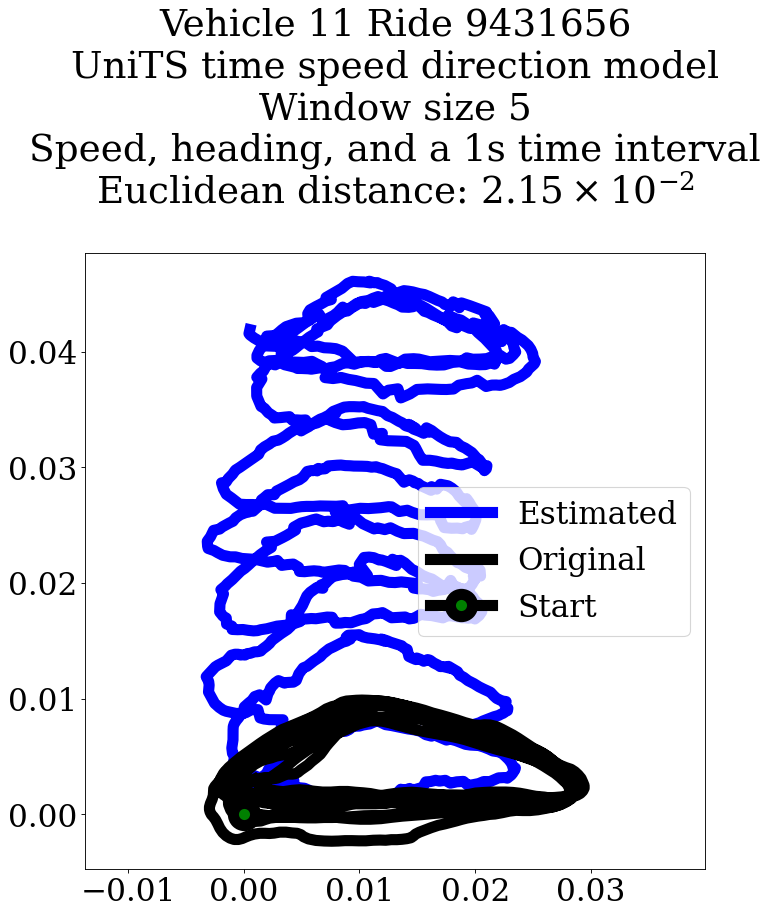 Vehicle 11 Ride 9431656
UniTS time speed direction model
Window size 5
Speed, heading, and a 1s time interval
Euclidean distance: 2.15 × 10⁻²
0.04
0.03
0.02
0.01
0.00
Estimated
Original
Start
−0.01 0.00 0.01 0.02 0.03